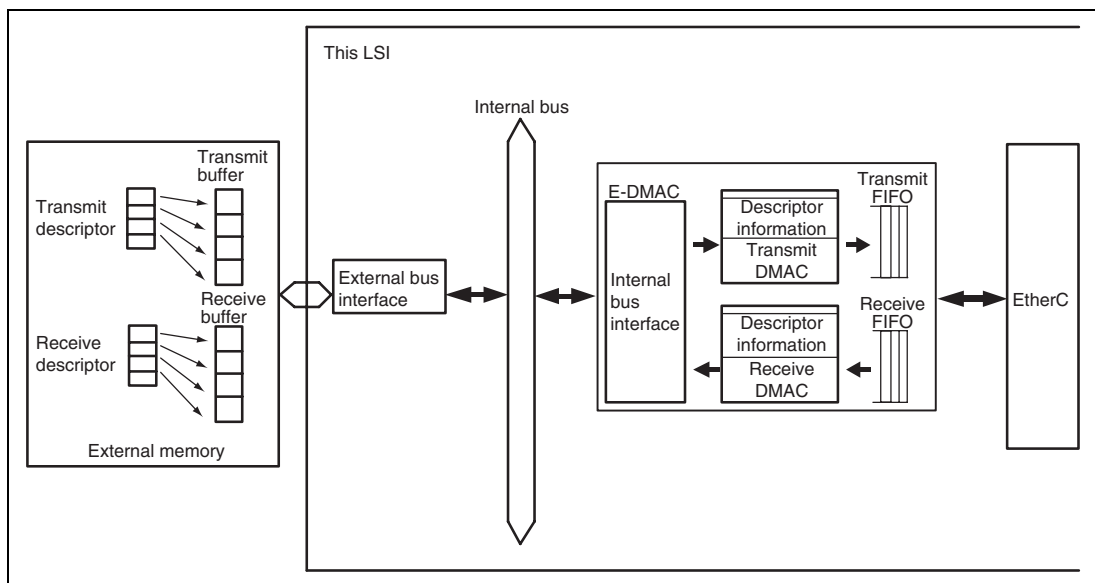 This LSI
Internal bus
Transmit
buffer
Transmit
descriptor
Receive
buffer
Receive
descriptor
External memory
External bus
interface
E-DMAC
Internal
bus
interface
Descriptor
information
Transmit
DMAC
Transmit
FIFO
Descriptor
information
Receive
DMAC
Receive
FIFO
EtherC